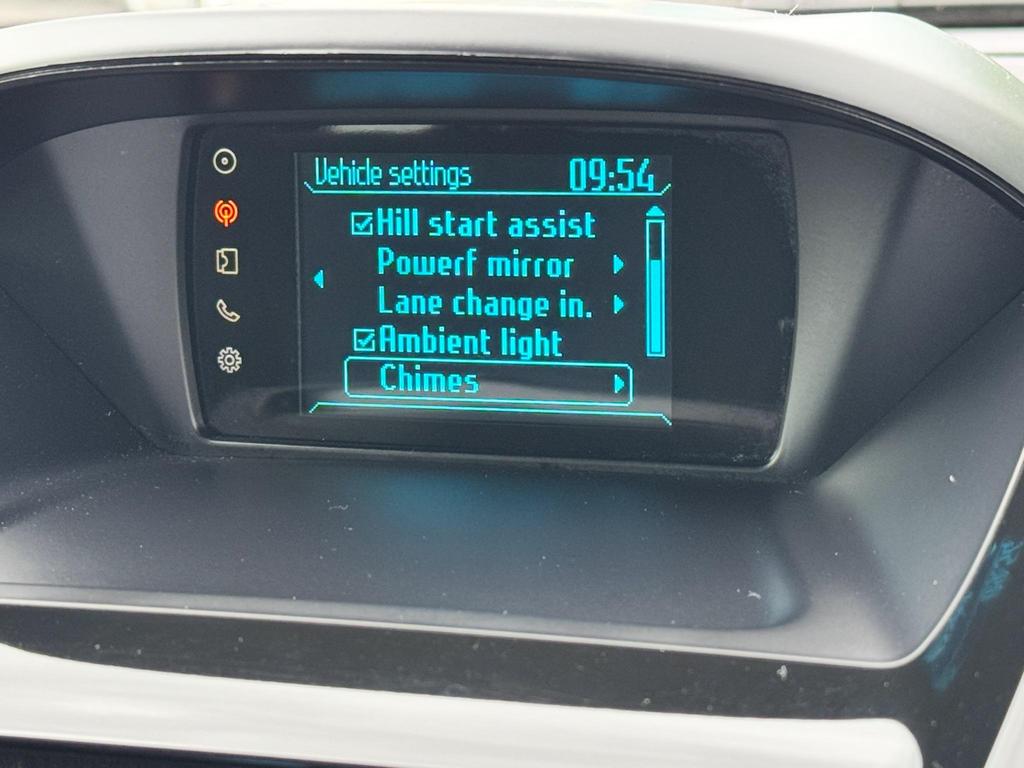 Vehicle settings 09:54
Hill start assist
Powerf mirror
Lane change in.
Ambient light
Chimes